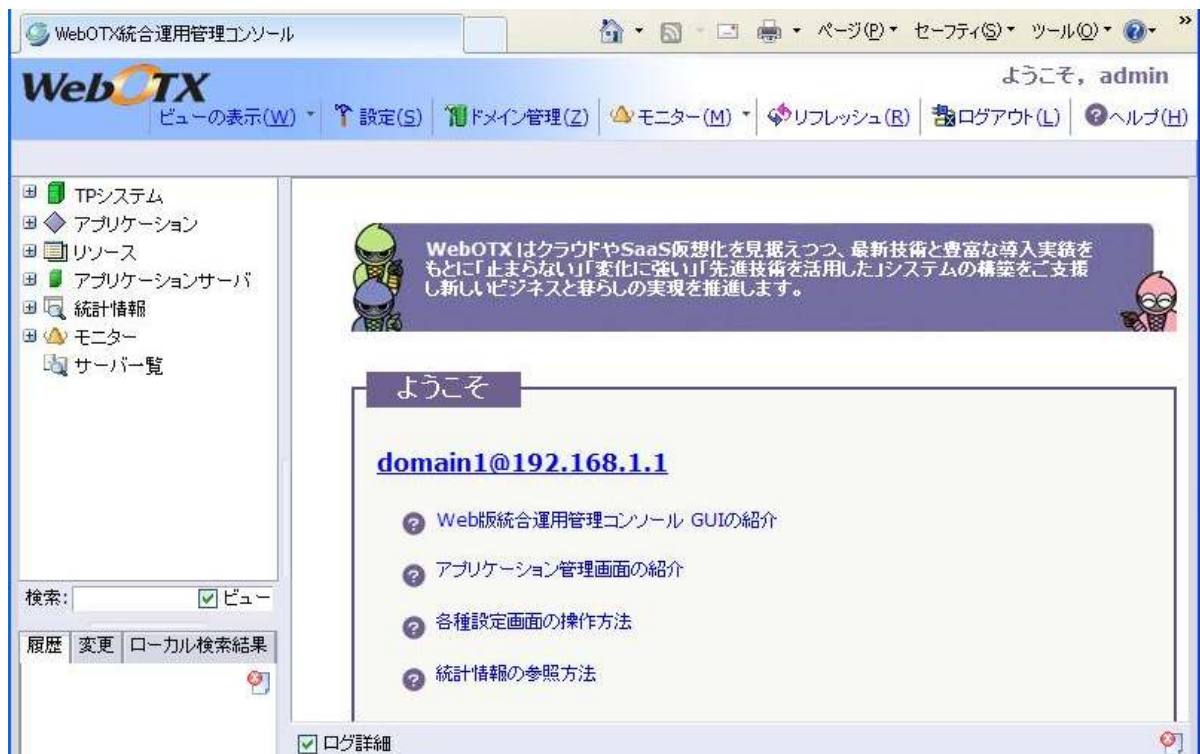 WebOTX統合運用管理コンソール
ページ(P) セーフティ(S) ツール(O) »
WebOTX
ようこそ, admin
ビューの表示(W) 設定(S) ドメイン管理(Z) モニター(M) リフレッシュ(R) ログアウト(L) ヘルプ(H)
TPシステム
アプリケーション
リソース
アプリケーションサーバ
統計情報
モニター
サーバー覧
検索: ビュー
履歴 変更 ローカル検索結果
WebOTX はクラウドやSaaS仮想化を見据えつつ、最新技術と豊富な導入実績を
もとに「止まらない」「変化に強い」「先進技術を活用した」システムの構築をご支援
し新しいビジネスと暮らしの実現を推進します。
ようこそ
domain1@192.168.1.1
Web版統合運用管理コンソール GUIの紹介
アプリケーション管理画面の紹介
各種設定画面の操作方法
統計情報の参照方法
ログ詳細